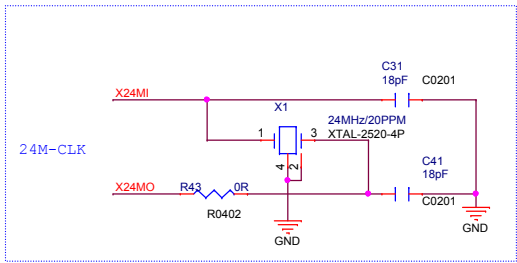 C31
18pF
C0201
X24MI
X1
24MHz/20PPM
XTAL-2520-4P
1
3
4
2
24M-CLK
C41
18pF
X24MO
R43
0R
R0402
C0201
GND
GND